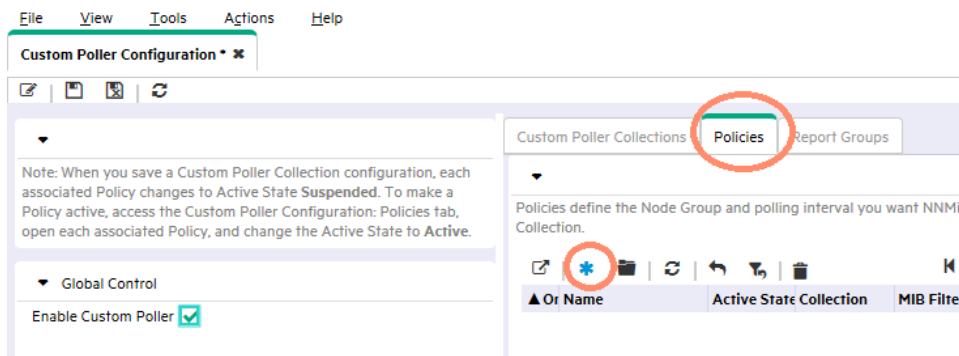 File View Tools Actions Help
Custom Poller Configuration * ✖
Custom Poller Collections Policies Report Groups
Note: When you save a Custom Poller Collection configuration, each
associated Policy changes to Active State Suspended. To make a
Policy active, access the Custom Poller Configuration: Policies tab,
open each associated Policy, and change the Active State to Active.
Global Control
Enable Custom Poller
Policies define the Node Group and polling interval you want NNMi
Collection.
Or Name Active State Collection MIB Filte